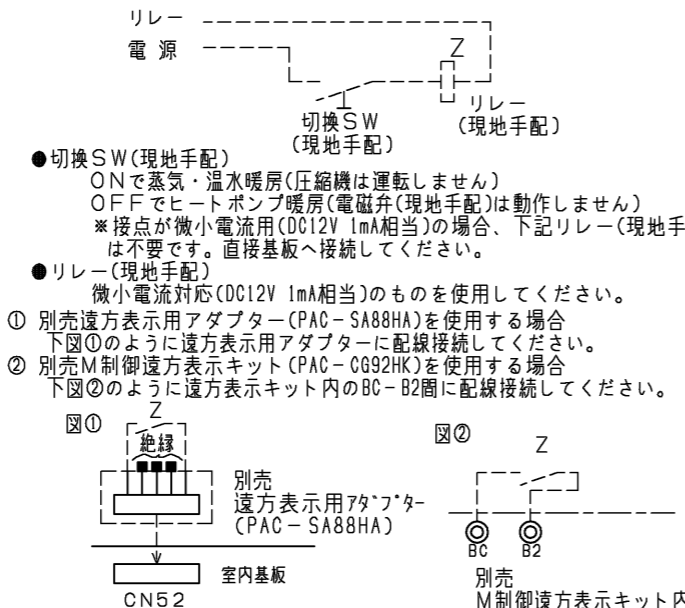 リレー
電 源
Z
リレー
(現地手配)
切換SW
(現地手配)
●切換SW(現地手配)
ONで蒸気・温水暖房(圧縮機は運転しません)
OFFでヒートポンプ暖房(電磁弁(現地手配)は動作しません)
※接点が微小電流用(DC12V 1mA相当)の場合、下記リレー(現地手
は不要です。直接基板へ接続してください。
●リレー(現地手配)
微小電流対応(DC12V 1mA相当)のものを使用してください。
① 別売遠方表示用アダプター(PAC-SA88HA)を使用する場合
下図①のように遠方表示用アダプターに配線接続してください。
② 別売M制御遠方表示キット(PAC-CG92HK)を使用する場合
下図②のように遠方表示キット内のBC-B2間に配線接続してください。
図①
Z
絶縁
別売
遠方表示用アダプター
(PAC-SA88HA)
室内基板
CN52
図②
Z
BC
B2
別売
M制御遠方表示キット内